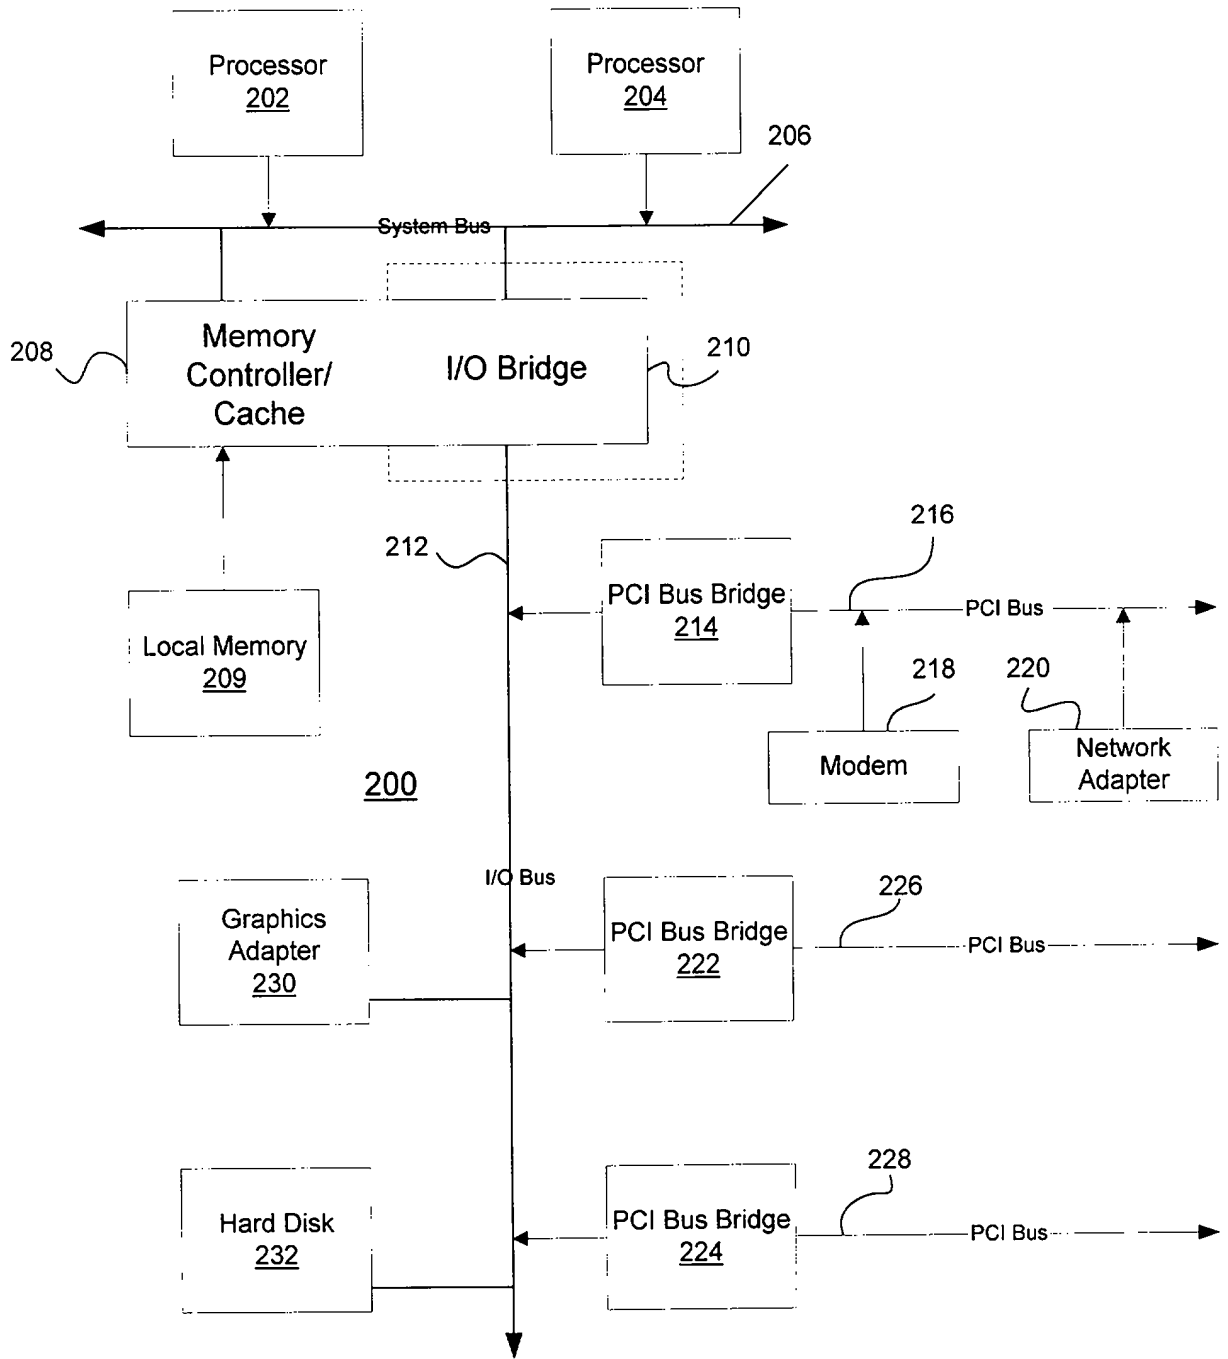 Processor
202
Processor
204
206
System Bus
208
Memory
Controller/
Cache
I/O Bridge
210
212
216
PCI Bus Bridge
214
PCI Bus
Local Memory
209
218
220
Modem
Network
Adapter
200
I/O Bus
226
Graphics
Adapter
230
PCI Bus Bridge
222
PCI Bus
228
Hard Disk
232
PCI Bus Bridge
224
PCI Bus